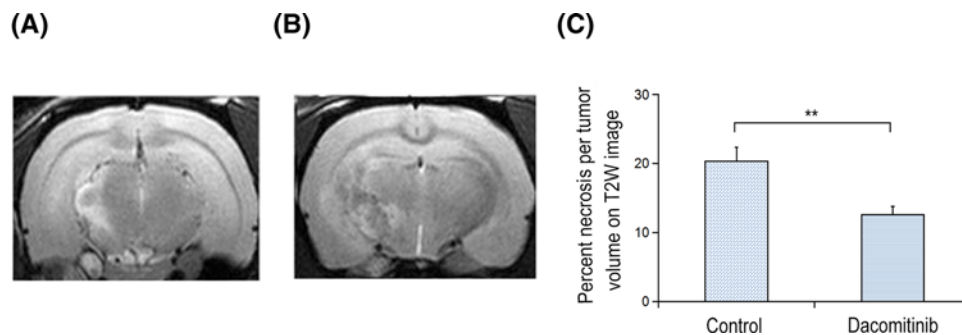 (A)
(B)
(C)
Percent necrosis per tumor
volume on T2W image
30
20
10
0
**
Control
Dacomitinib